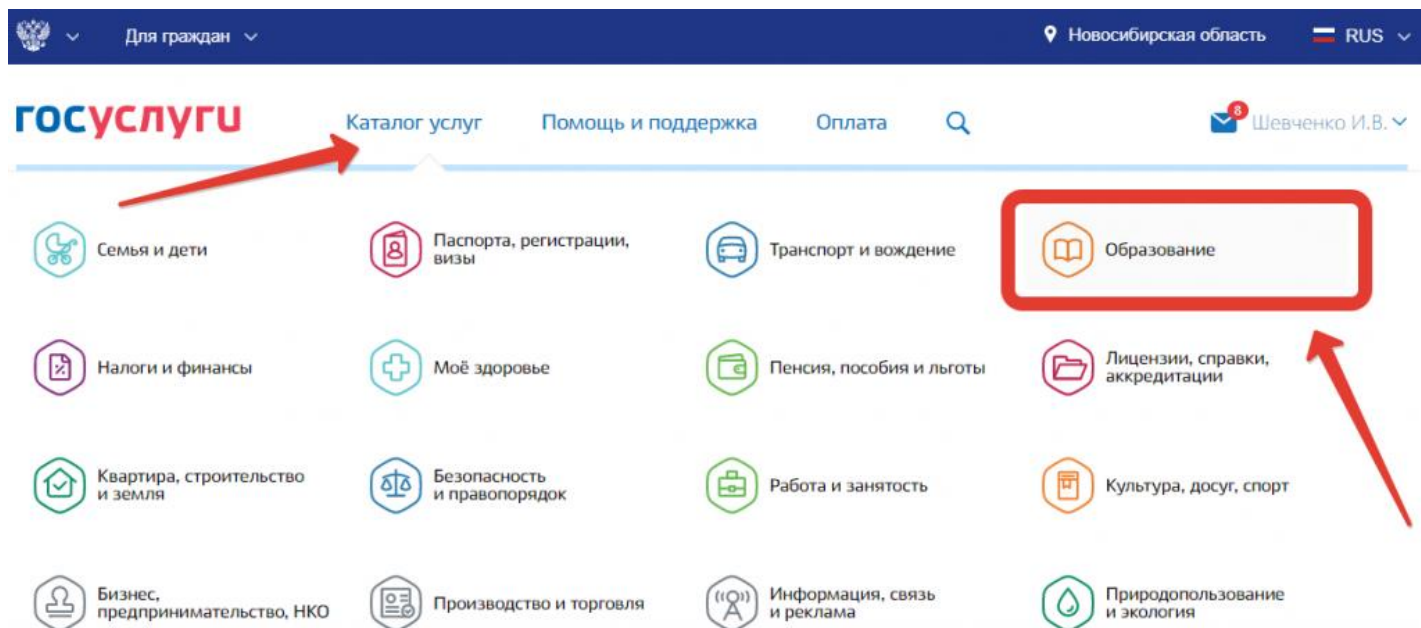 Для граждан
Новосибирская область
RUS
госуслуги
Каталог услуг
Помощь и поддержка
Оплата
8
Шевченко И.В.
Семья и дети
Паспорта, регистрации,
визы
Транспорт и вождение
Образование
Налоги и финансы
Моё здоровье
Пенсия, пособия и льготы
Лицензии, справки,
аккредитации
Квартира, строительство
и земля
Безопасность
и правопорядок
Работа и занятость
Культура, досуг, спорт
Бизнес,
предпринимательство, НКО
Производство и торговля
Информация, связь
и реклама
Природопользование
и экология